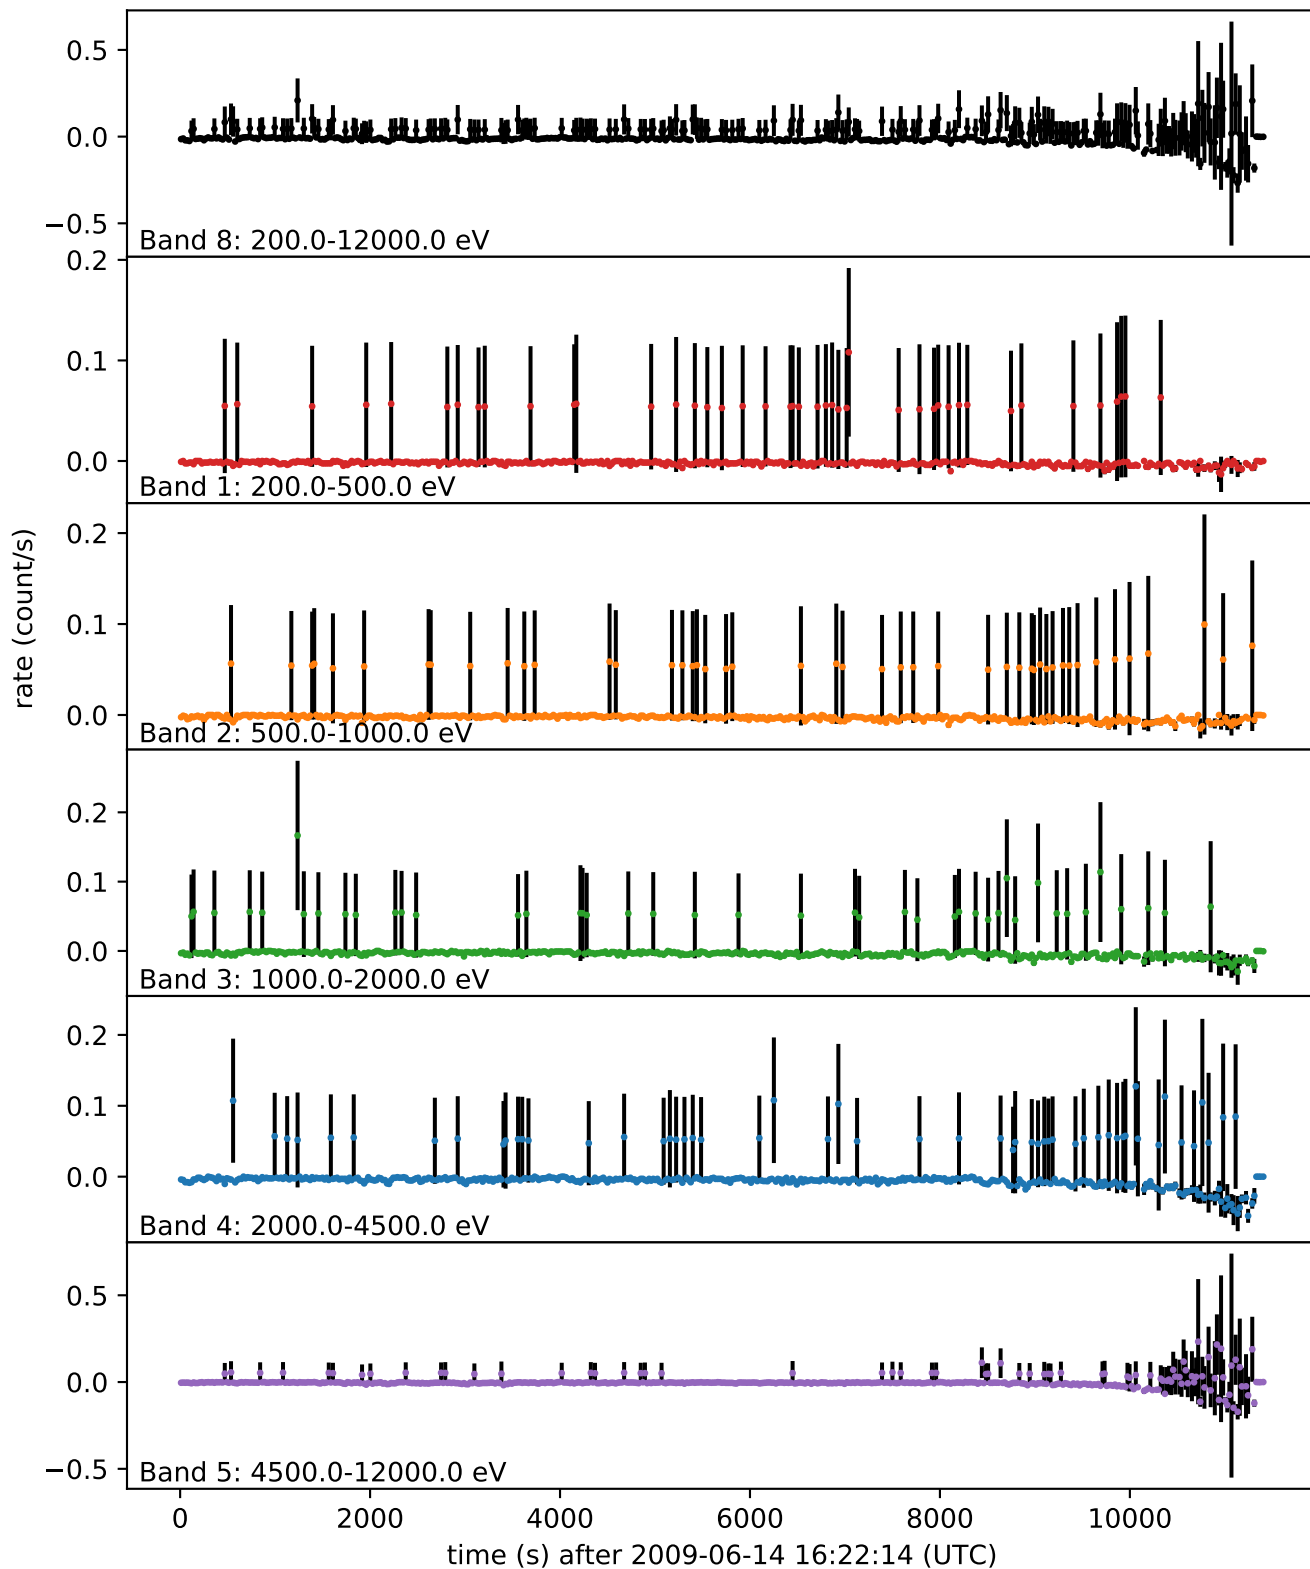 0.5
0.0
−0.5
Band 8: 200.0-12000.0 eV
0.2
0.1
0.0
Band 1: 200.0-500.0 eV
0.2
0.1
0.0
Band 2: 500.0-1000.0 eV
rate (count/s)
0.2
0.1
0.0
Band 3: 1000.0-2000.0 eV
0.2
0.1
0.0
Band 4: 2000.0-4500.0 eV
0.5
0.0
−0.5
Band 5: 4500.0-12000.0 eV
0 2000 4000 6000 8000 10000
time (s) after 2009-06-14 16:22:14 (UTC)